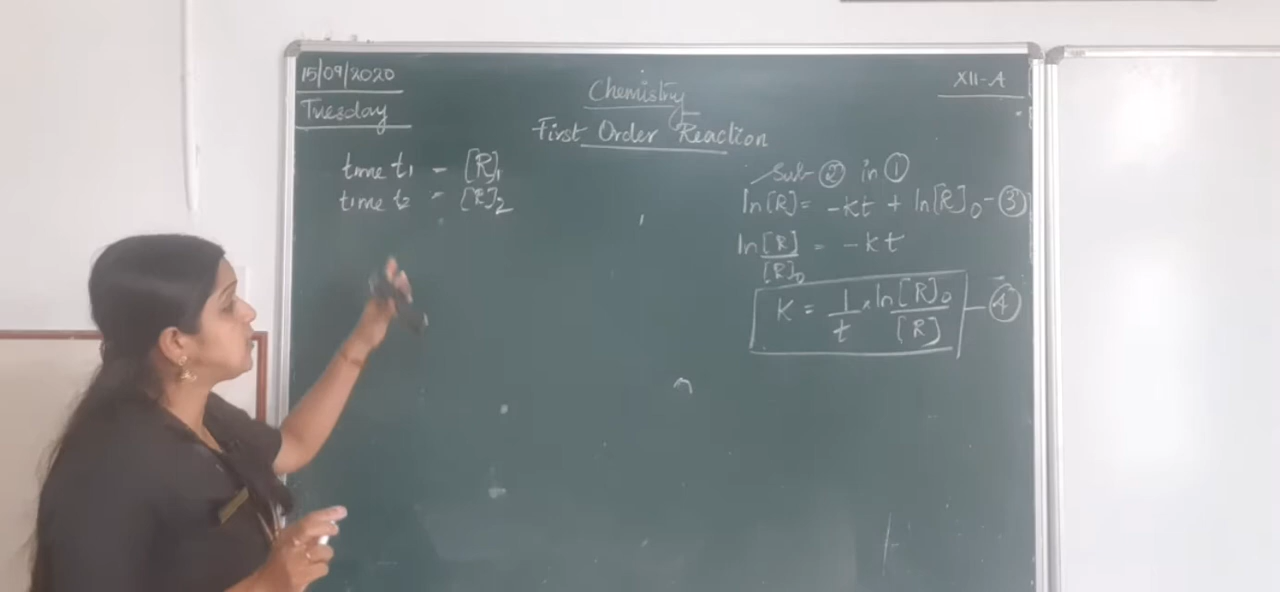 15/09/2020
Tuesday
Chemistry
XII-A
First Order Reaction
time t1 - [R]1
time t2 - [R]2
Sub ② in ①
ln[R] = -kt + ln[R]0 - ③
ln [R]/[R]0 = -kt
K = 1/t × ln [R]0/[R] - ④